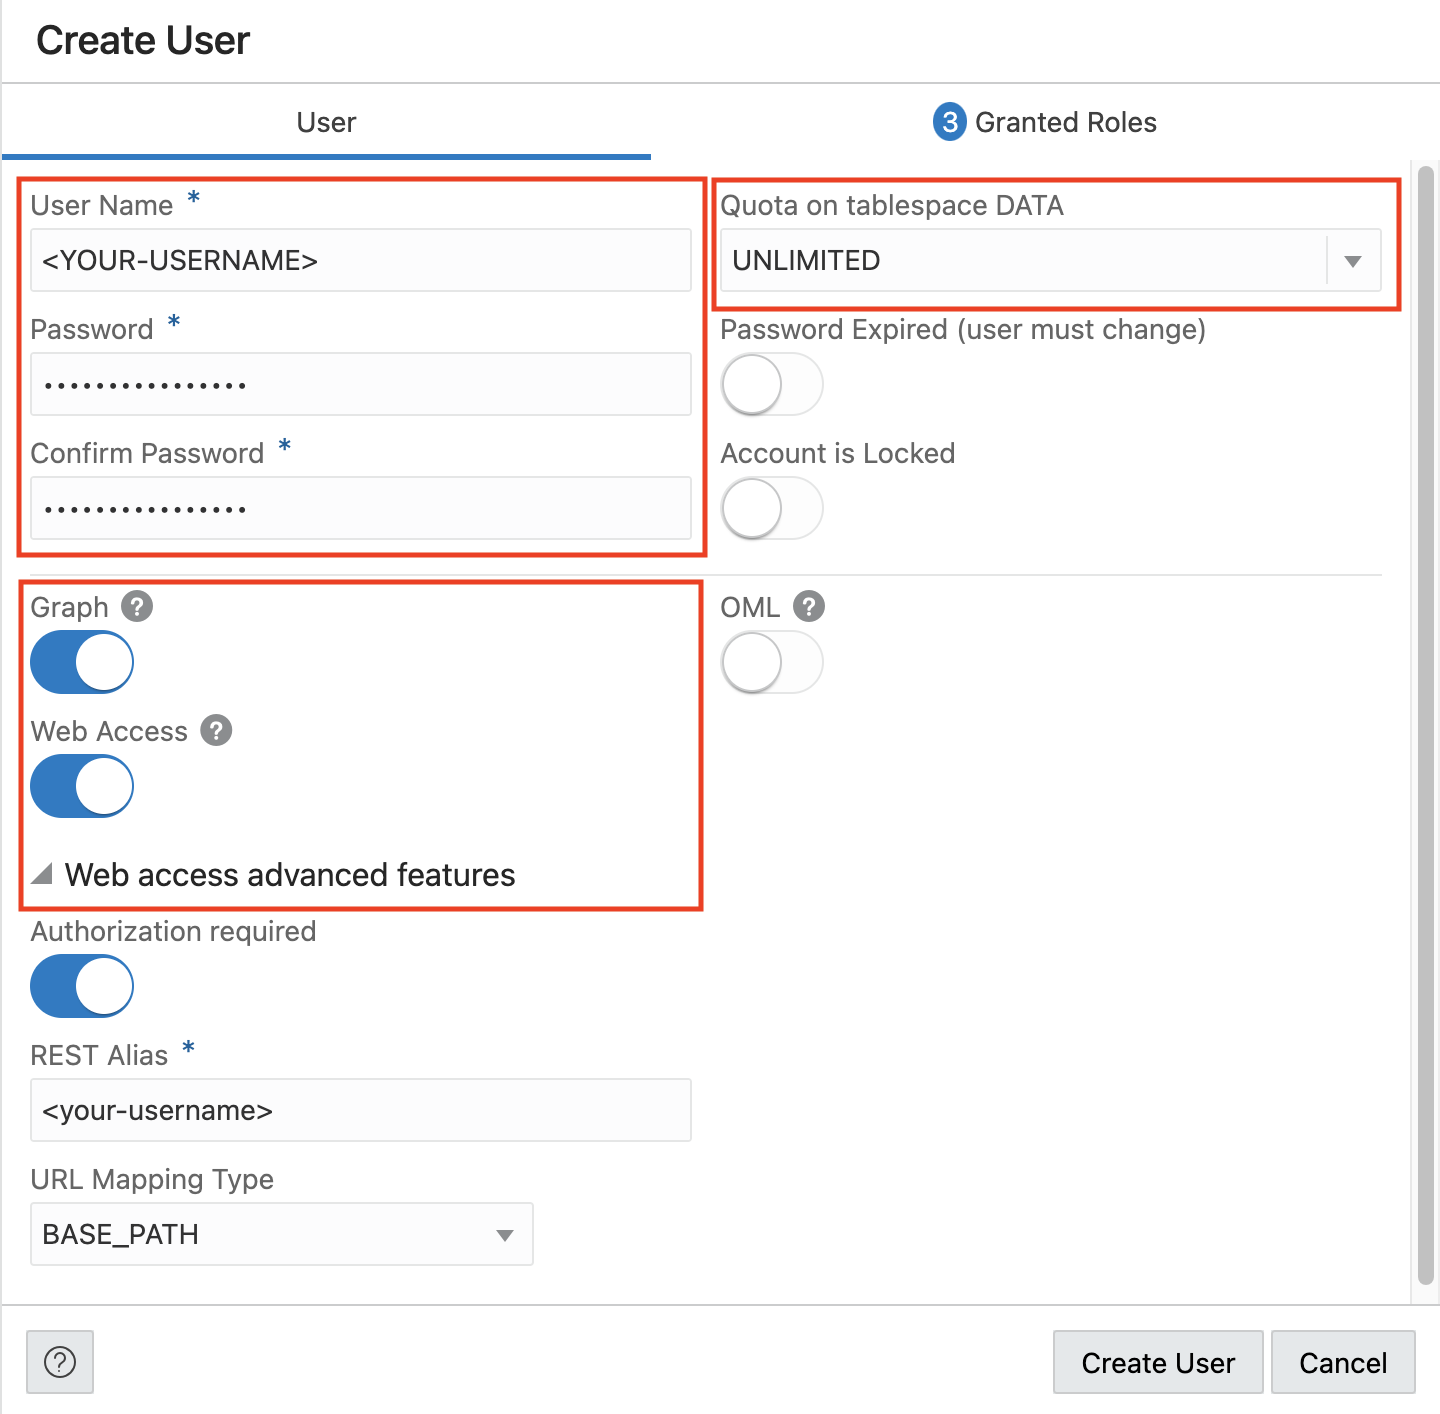 Create User
User
3 Granted Roles
User Name *
<YOUR-USERNAME>
Quota on tablespace DATA
UNLIMITED
Password *
••••••••••••••••
Password Expired (user must change)
Confirm Password *
••••••••••••••••
Account is Locked
Graph ?
OML ?
Web Access ?
Web access advanced features
Authorization required
REST Alias *
<your-username>
URL Mapping Type
BASE_PATH
?
Create User
Cancel